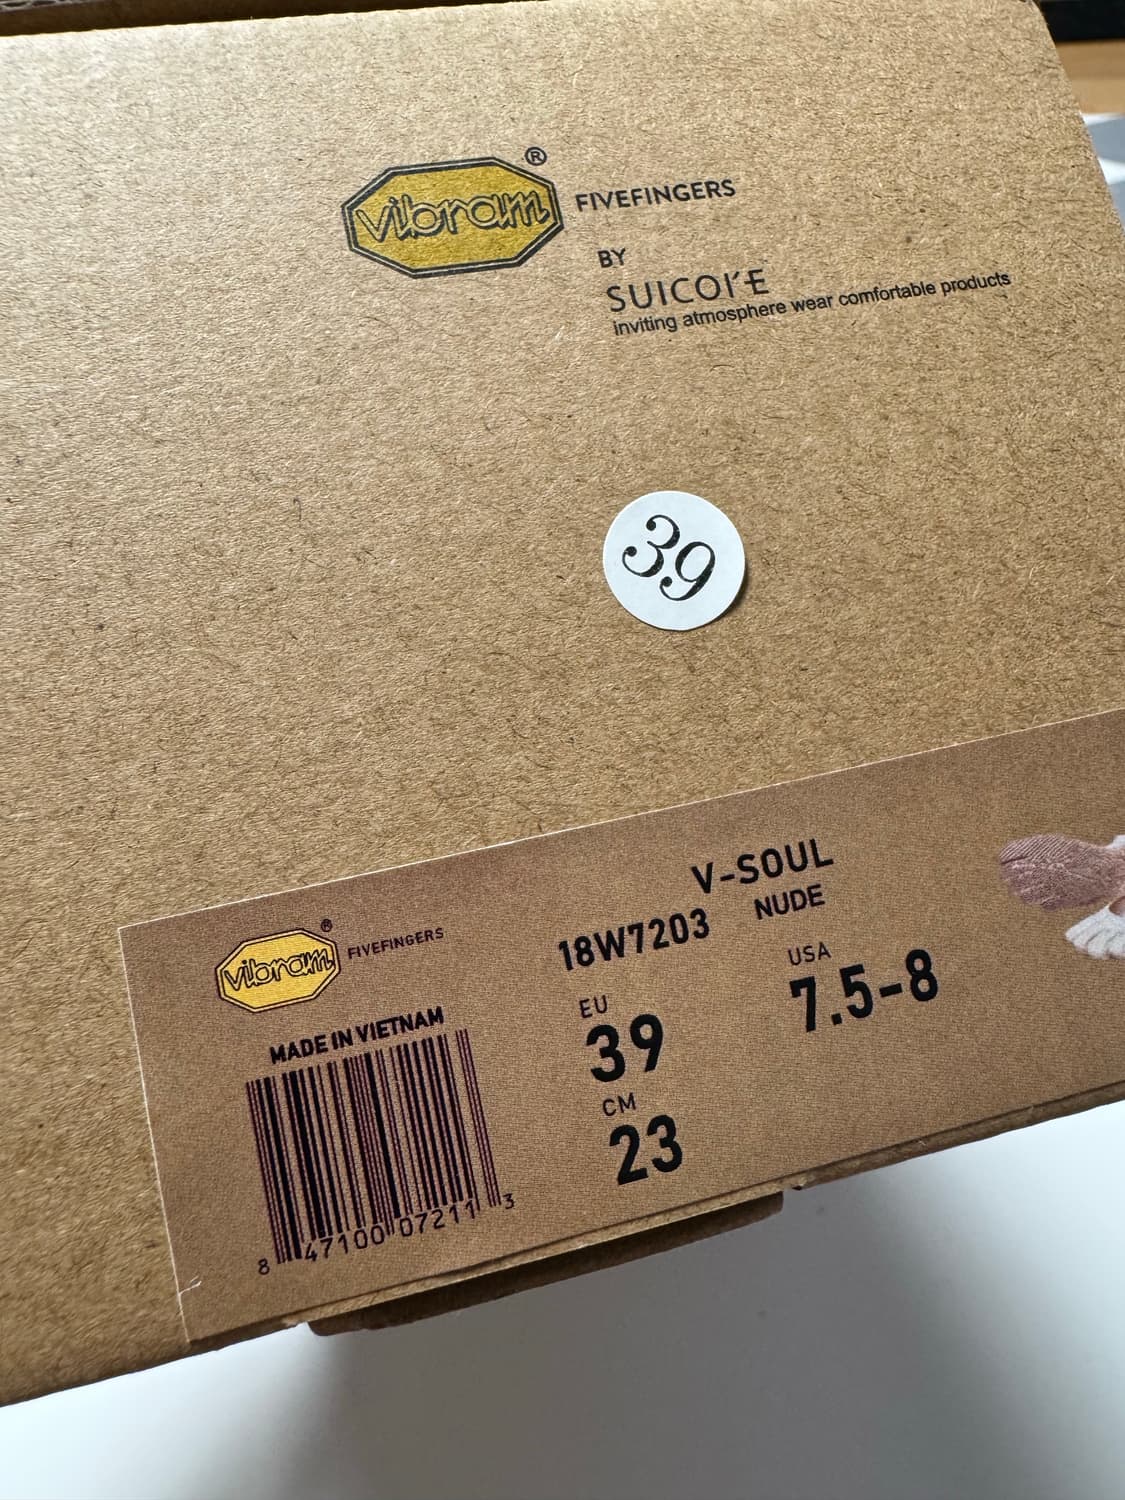 vibram®
FIVEFINGERS
BY
SUICOKE
inviting atmosphere wear comfortable products
39
V-SOUL
18W7203 NUDE
vibram® FIVEFINGERS
MADE IN VIETNAM
EU
39
USA
7.5-8
CM
23
8 47100 07211 3